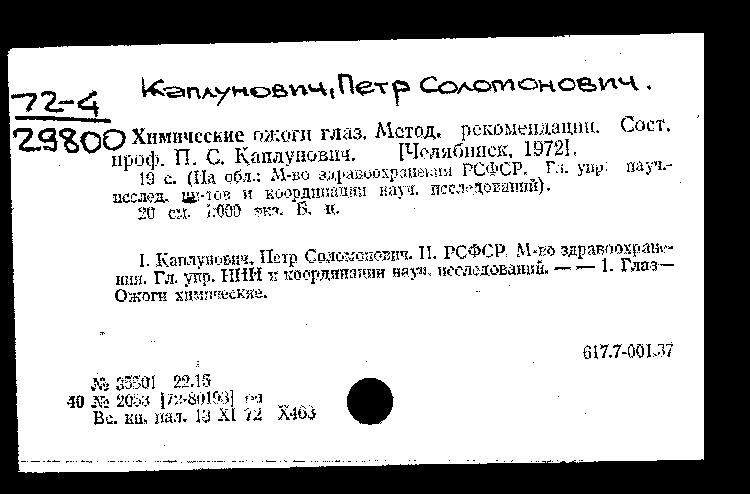 Каплунович, Петр Соломонович.
72-4
29800
Химические ожоги глаз. Метод. рекомендации. Сост.
проф. П. С. Каплунович. [Челябинск, 1972].
19 с. (На обл.: М-во здравоохранения РСФСР. Гл. упр. науч.-
исслед. ин-тов и координации науч. исследований).
20 см. 1000 экз. Б. ц.
I. Каплунович, Петр Соломонович. II. РСФСР. М-во здравоохране-
ния. Гл. упр. НИИ и координации науч. исследований. — — 1. Глаз —
Ожоги химические.
617.7-001.37
№ 22.15
40 № [72-80193]
Вс. кн. пал. 13 XI 72 Х463